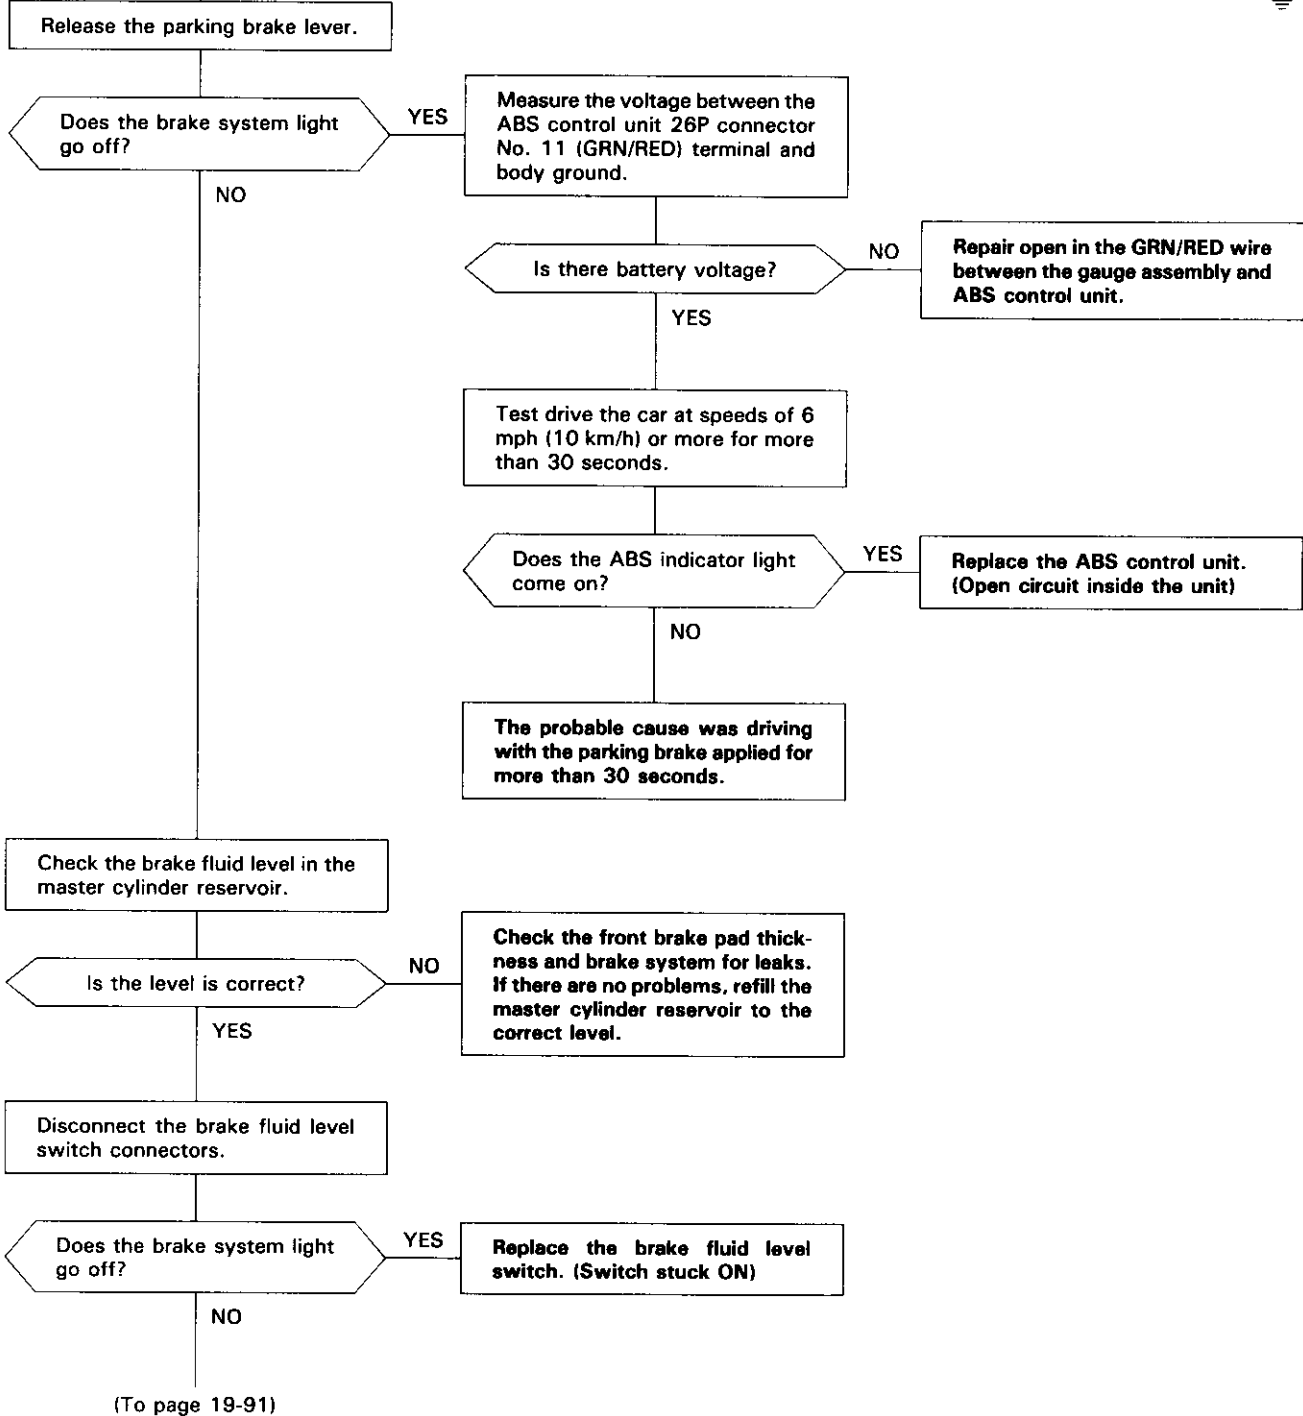 Release the parking brake lever.
Does the brake system light
go off?
YES
NO
Measure the voltage between the
ABS control unit 26P connector
No. 11 (GRN/RED) terminal and
body ground.
Is there battery voltage?
NO
Repair open in the GRN/RED wire
between the gauge assembly and
ABS control unit.
YES
Test drive the car at speeds of 6
mph (10 km/h) or more for more
than 30 seconds.
Does the ABS indicator light
come on?
YES
Replace the ABS control unit.
(Open circuit inside the unit)
NO
The probable cause was driving
with the parking brake applied for
more than 30 seconds.
Check the brake fluid level in the
master cylinder reservoir.
Is the level is correct?
NO
Check the front brake pad thick-
ness and brake system for leaks.
If there are no problems, refill the
master cylinder reservoir to the
correct level.
YES
Disconnect the brake fluid level
switch connectors.
Does the brake system light
go off?
YES
Replace the brake fluid level
switch. (Switch stuck ON)
NO
(To page 19-91)